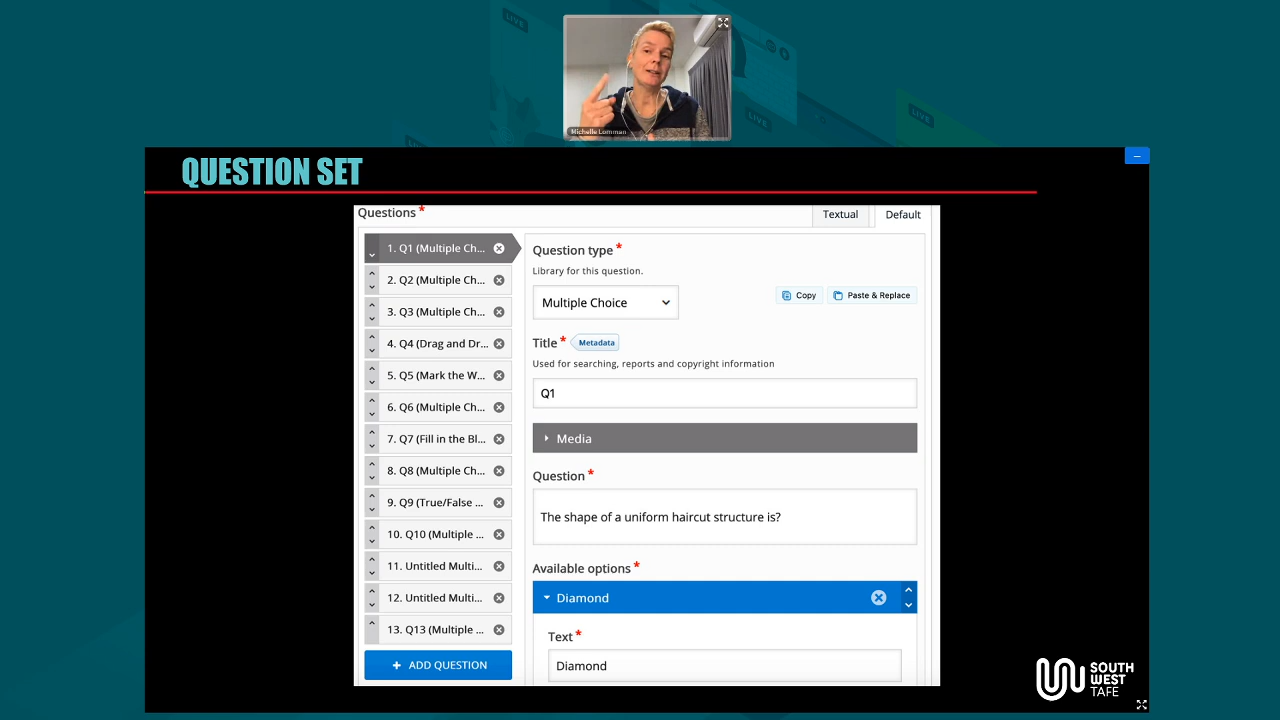 LIVE
LIVE
LIVE
LIVE
Michelle Lomman
QUESTION SET
Questions *
Textual
Default
1. Q1 (Multiple Ch...
2. Q2 (Multiple Ch...
3. Q3 (Multiple Ch...
4. Q4 (Drag and Dr...
5. Q5 (Mark the W...
6. Q6 (Multiple Ch...
7. Q7 (Fill in the Bl...
8. Q8 (Multiple Ch...
9. Q9 (True/False ...
10. Q10 (Multiple ...
11. Untitled Multi...
12. Untitled Multi...
13. Q13 (Multiple ...
+ ADD QUESTION
Question type *
Library for this question.
Multiple Choice
Copy
Paste & Replace
Title * Metadata
Used for searching, reports and copyright information
Q1
Media
Question *
The shape of a uniform haircut structure is?
Available options *
Diamond
Text *
Diamond
SOUTH
WEST
TAFE